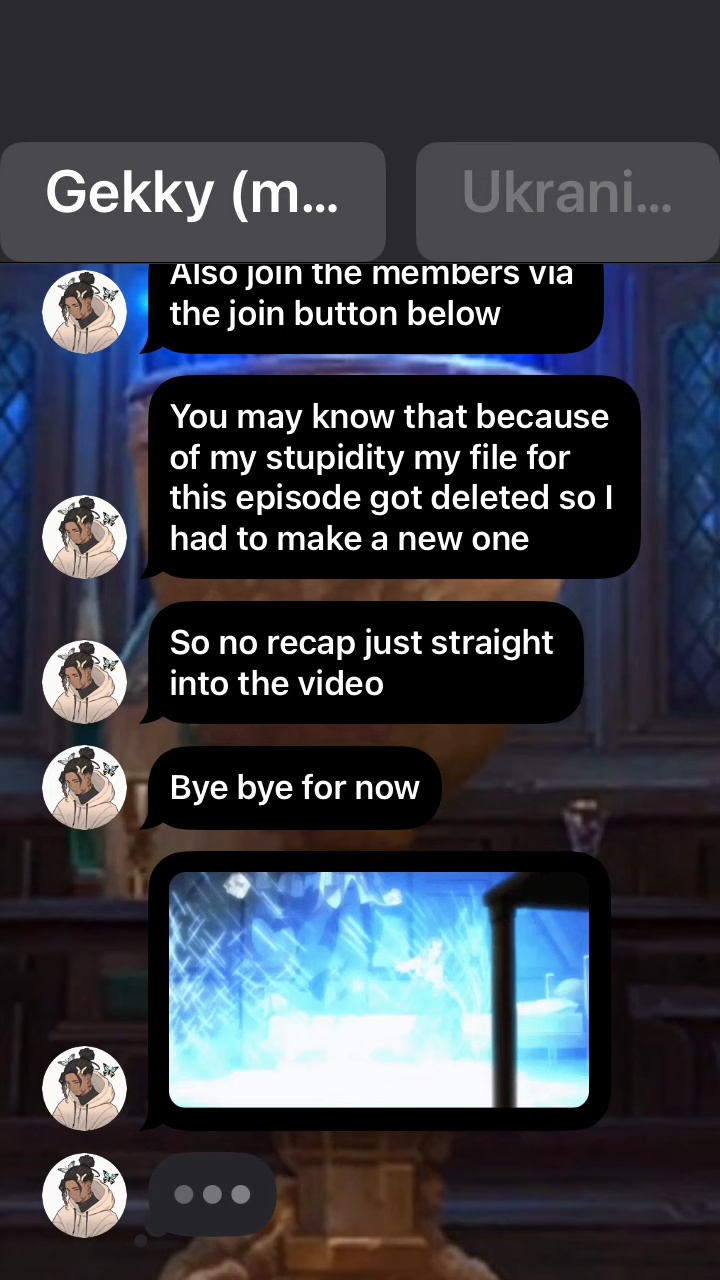 Gekky (m...
Ukrani...
Also join the members via
the join button below
You may know that because
of my stupidity my file for
this episode got deleted so I
had to make a new one
So no recap just straight
into the video
Bye bye for now